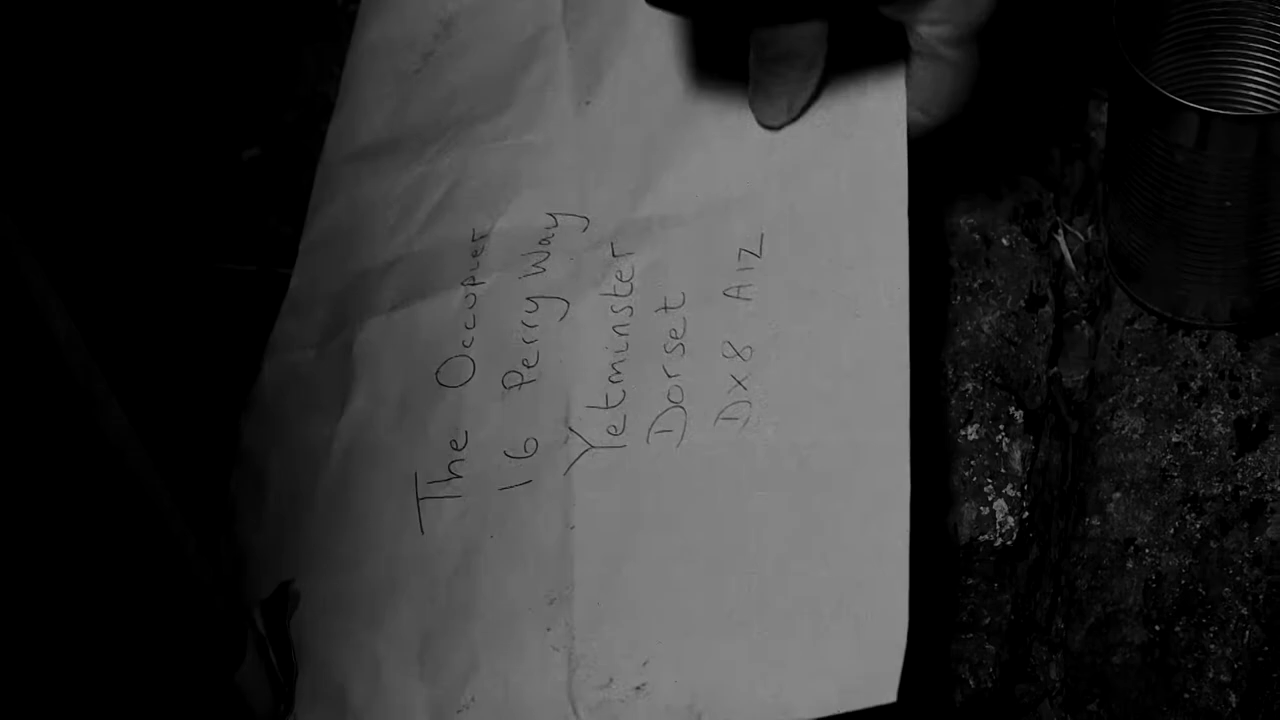 The Occupier
16 Perry Way
Yetminster
Dorset
DX8 A1Z